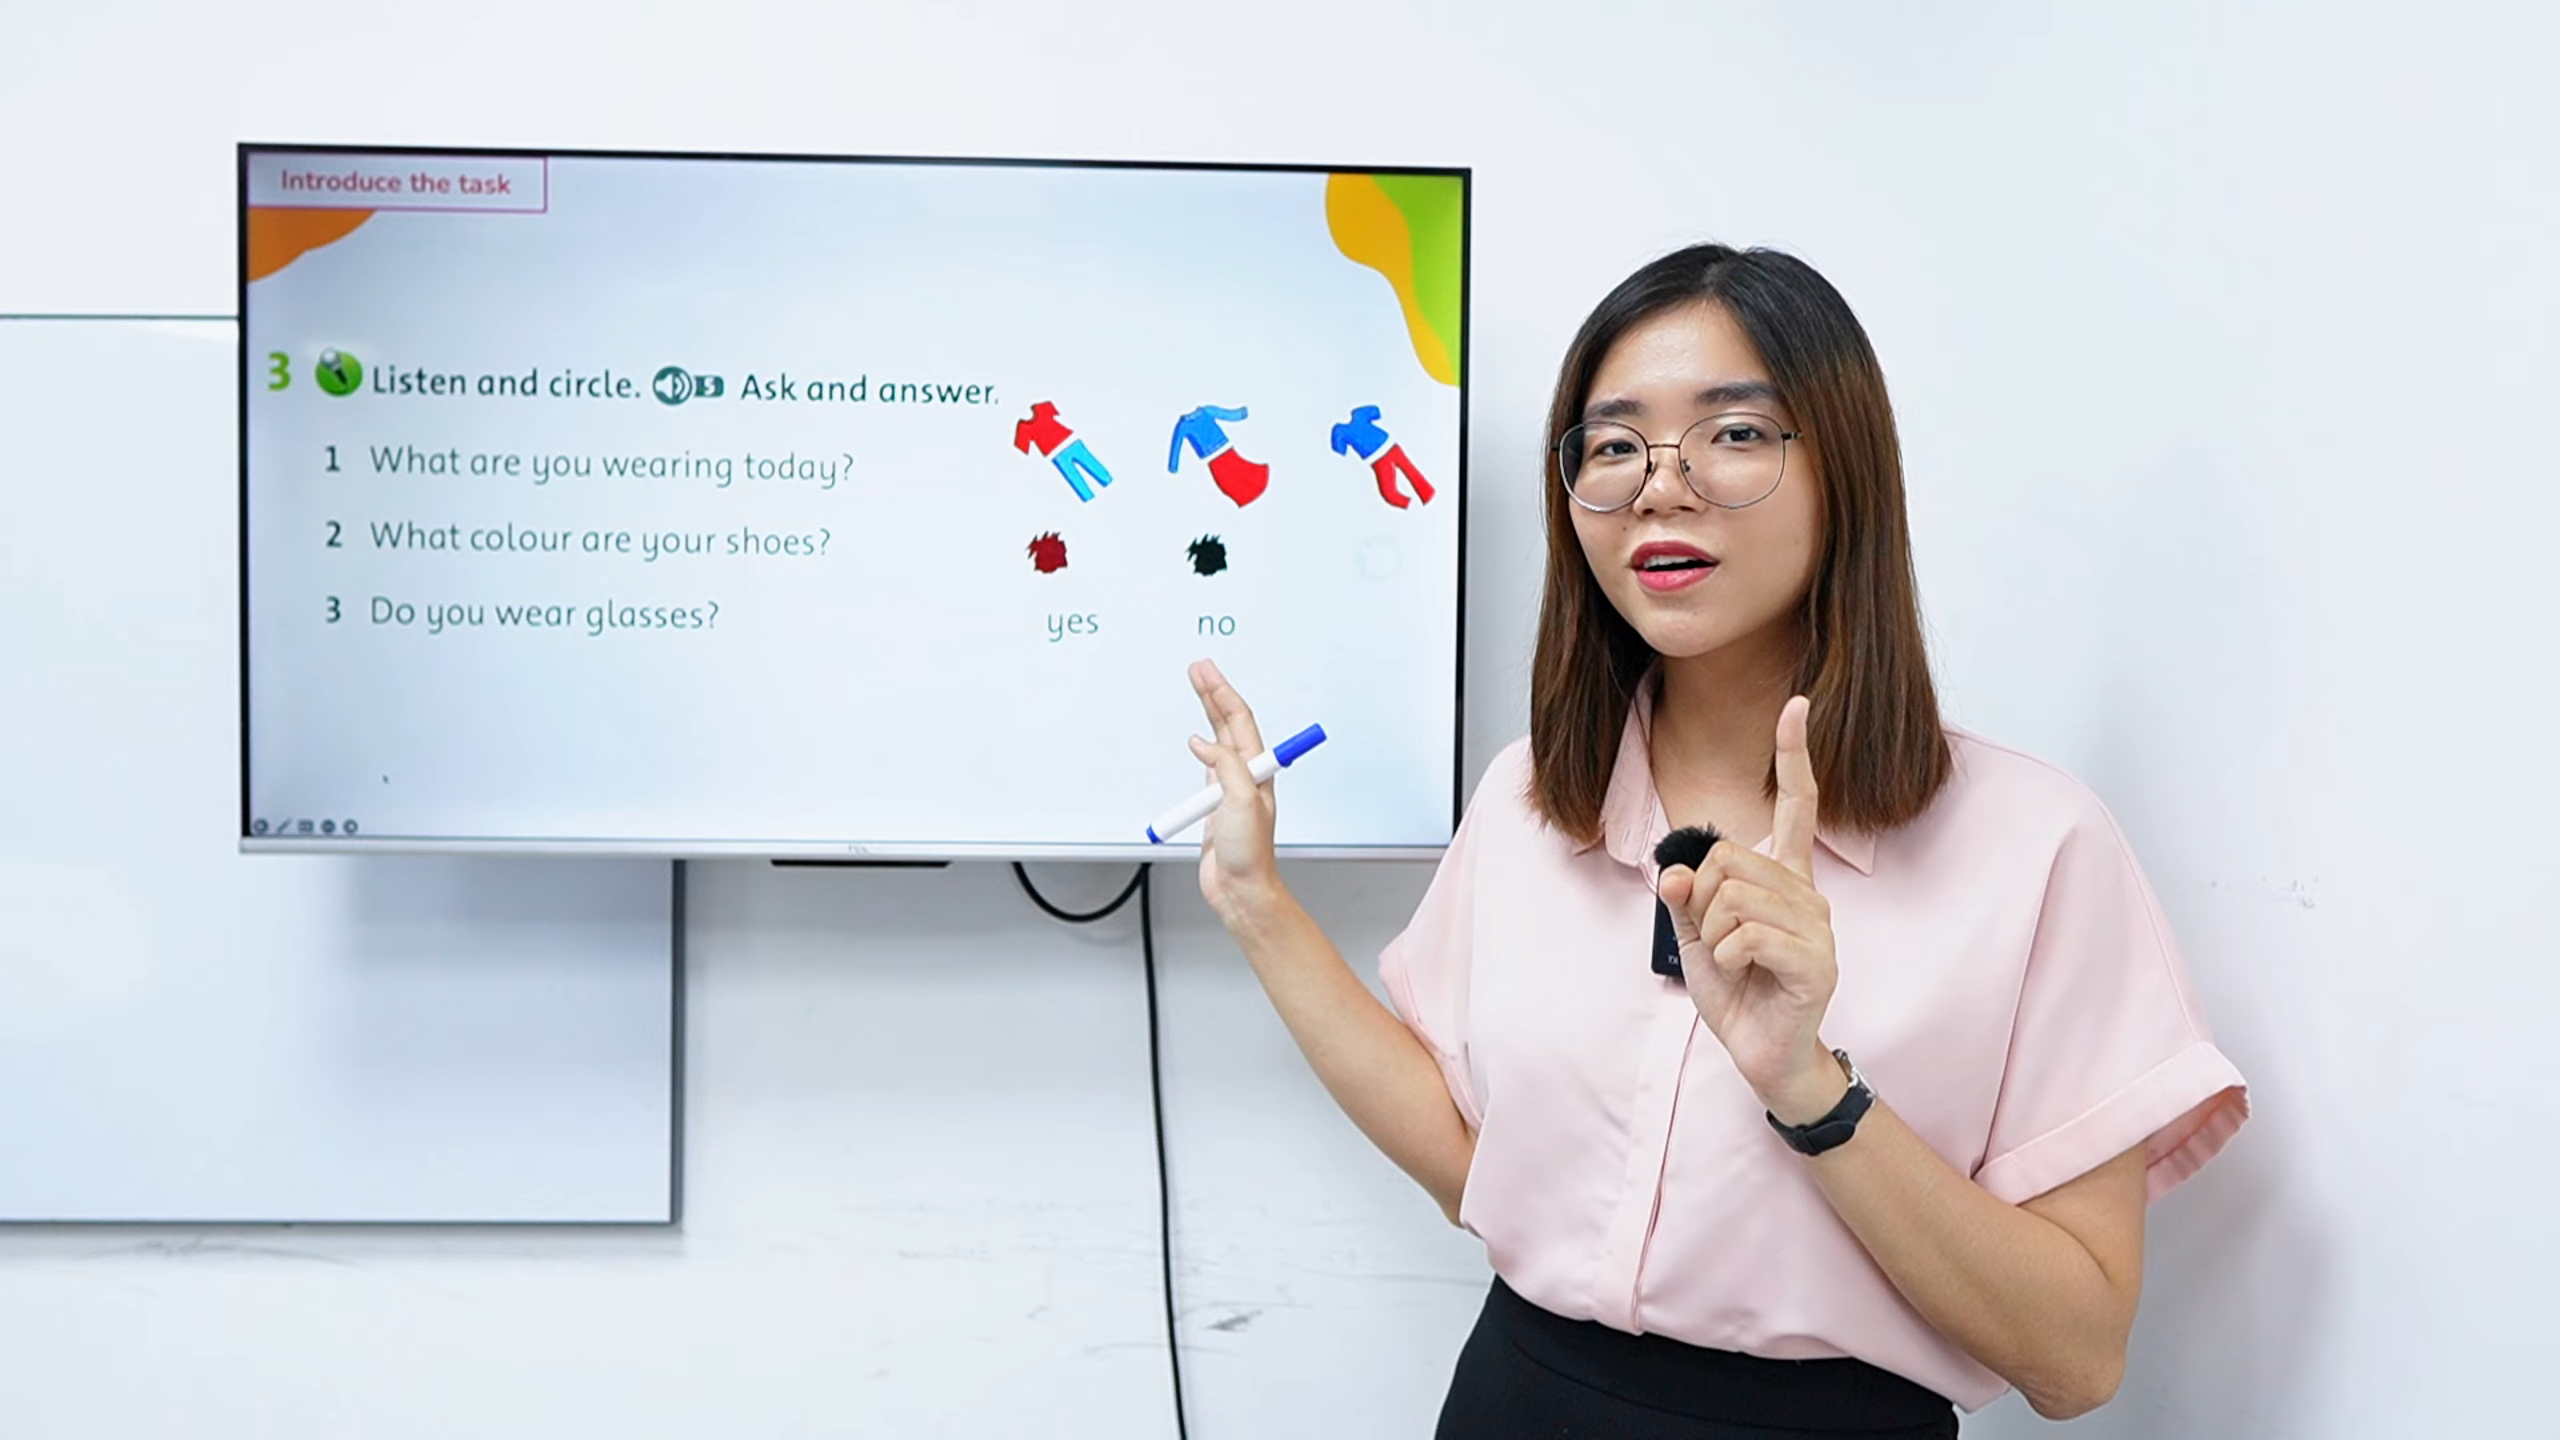 Introduce the task
3 Listen and circle. 5 Ask and answer.
1 What are you wearing today?
2 What colour are your shoes?
3 Do you wear glasses?
yes no
TX